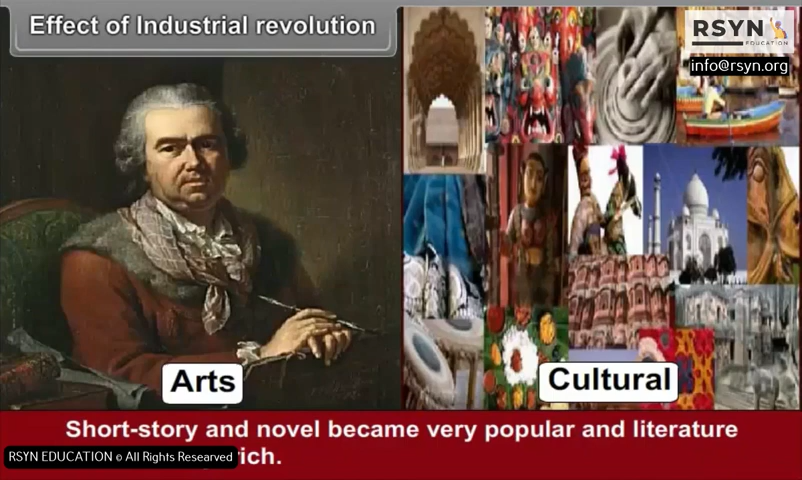 Effect of Industrial revolution
RSYN
EDUCATION
info@rsyn.org
Arts
Cultural
Short-story and novel became very popular and literature
rich.
RSYN EDUCATION © All Rights Researved